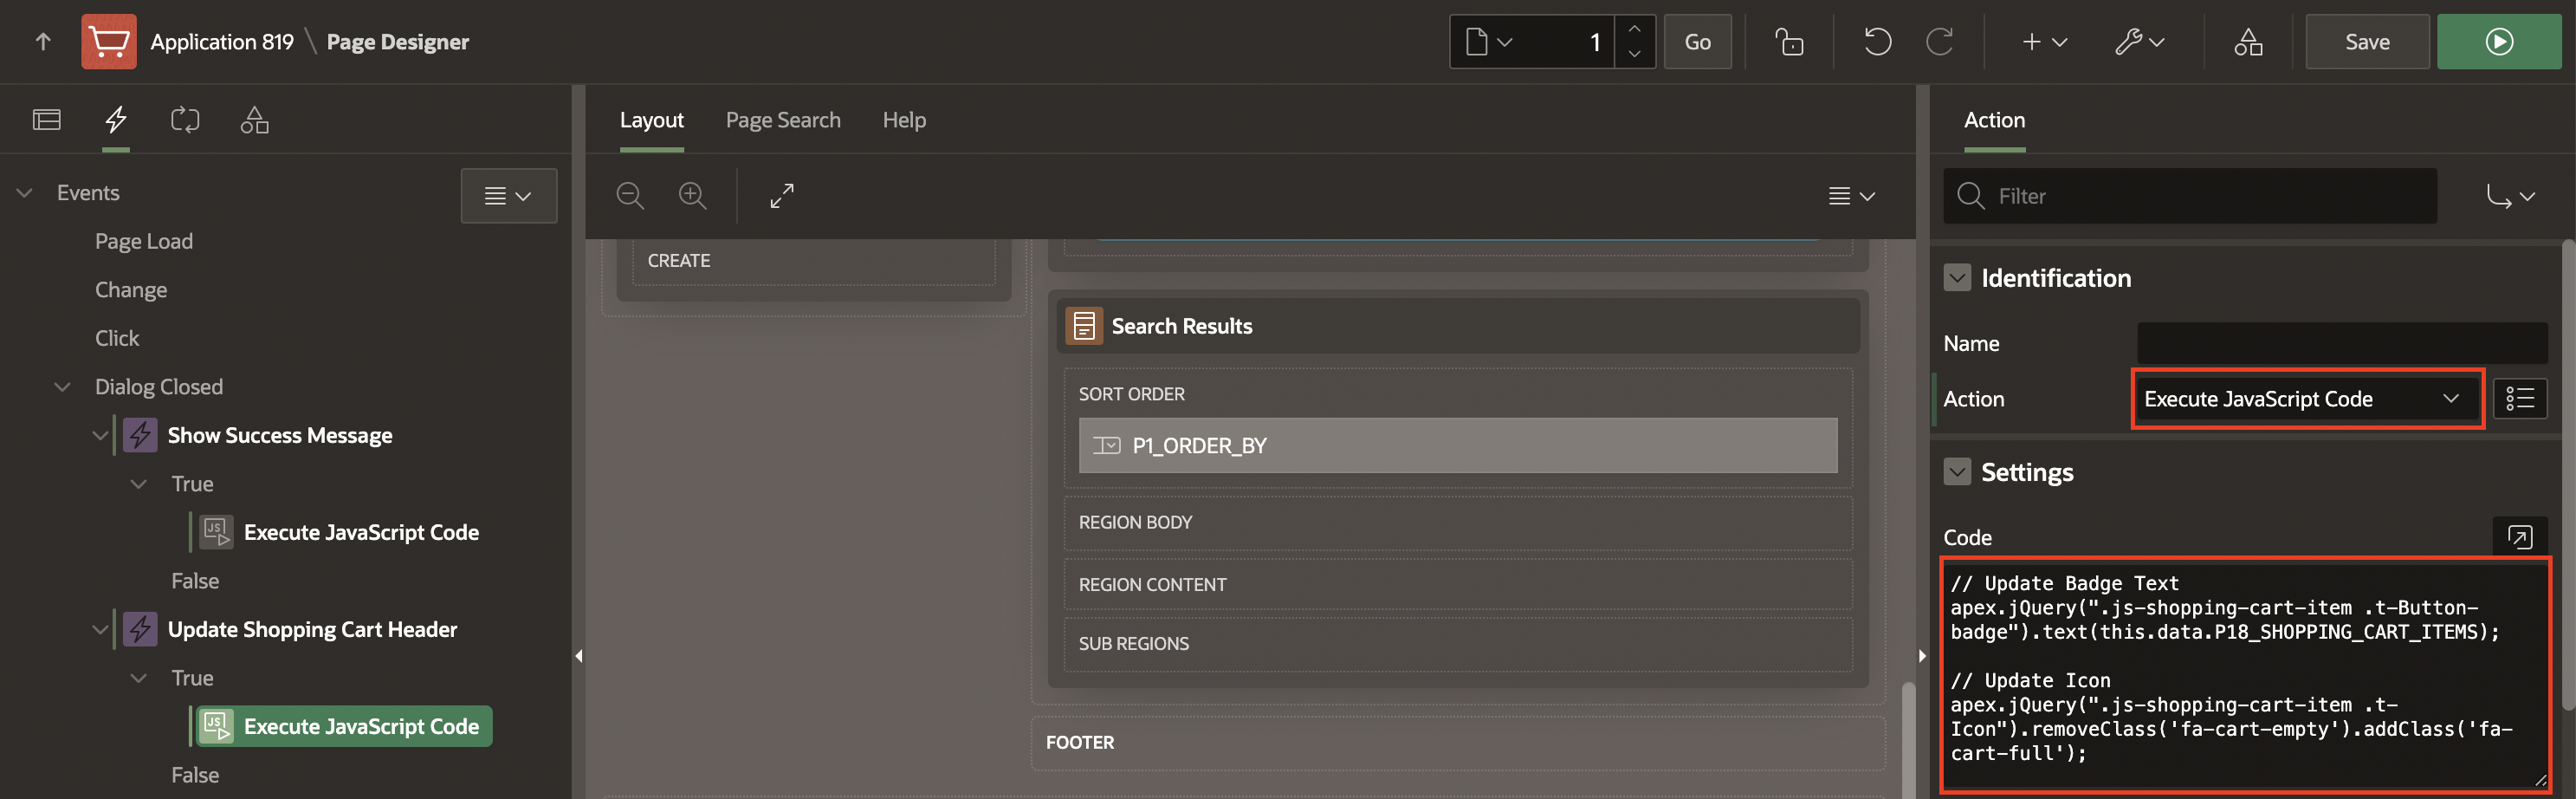 Application 819 \ Page Designer
1
Go
Save
Events
Page Load
Change
Click
Dialog Closed
Show Success Message
True
JS
Execute JavaScript Code
False
Update Shopping Cart Header
True
JS
Execute JavaScript Code
False
Layout
Page Search
Help
CREATE
Search Results
SORT ORDER
P1_ORDER_BY
REGION BODY
REGION CONTENT
SUB REGIONS
FOOTER
Action
Filter
Identification
Name
Action
Execute JavaScript Code
Settings
Code
// Update Badge Text
apex.jQuery(".js-shopping-cart-item .t-Button-
badge").text(this.data.P18_SHOPPING_CART_ITEMS);
// Update Icon
apex.jQuery(".js-shopping-cart-item .t-
Icon").removeClass('fa-cart-empty').addClass('fa-
cart-full');